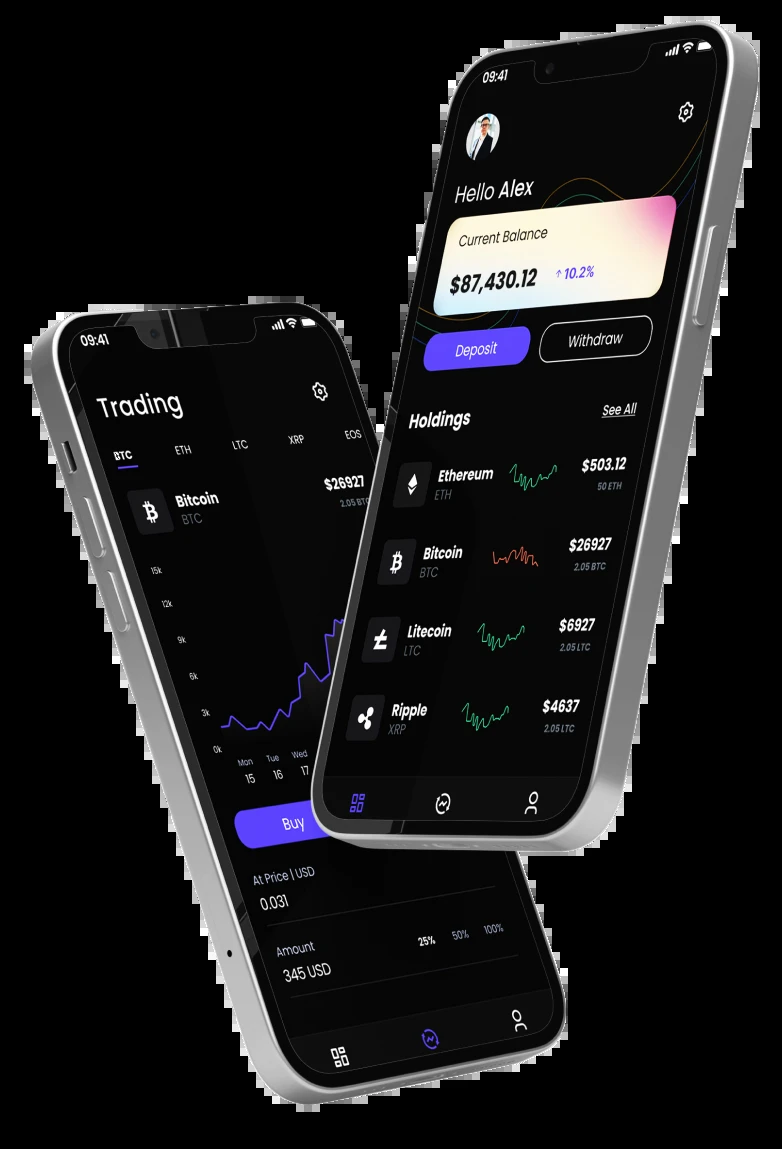 09:41
Hello Alex
Current Balance
$87,430.12 ↑10.2%
Deposit Withdraw
Holdings See All
Ethereum $503.12
ETH 50 ETH
Bitcoin $26927
BTC 2.05 BTC
Litecoin $6927
LTC 2.05 LTC
Ripple $4637
XRP 2.05 LTC
09:41
Trading
BTC ETH LTC XRP EOS
Bitcoin $26927
BTC 2.05 BTC
15k
12k
9k
6k
3k
0k
Mon Tue Wed
15 16 17
Buy
At Price | USD
0.031
Amount
345 USD 25% 50% 100%